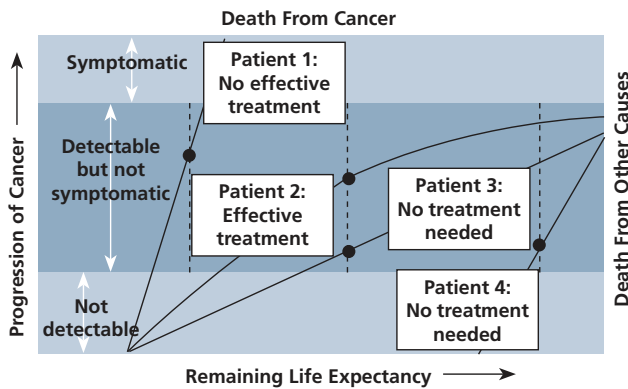 Death From Cancer
Symptomatic
Patient 1:
No effective
treatment
Progression of Cancer
Detectable
but not
symptomatic
Patient 2:
Effective
treatment
Patient 3:
No treatment
needed
Not
detectable
Patient 4:
No treatment
needed
Death From Other Causes
Remaining Life Expectancy